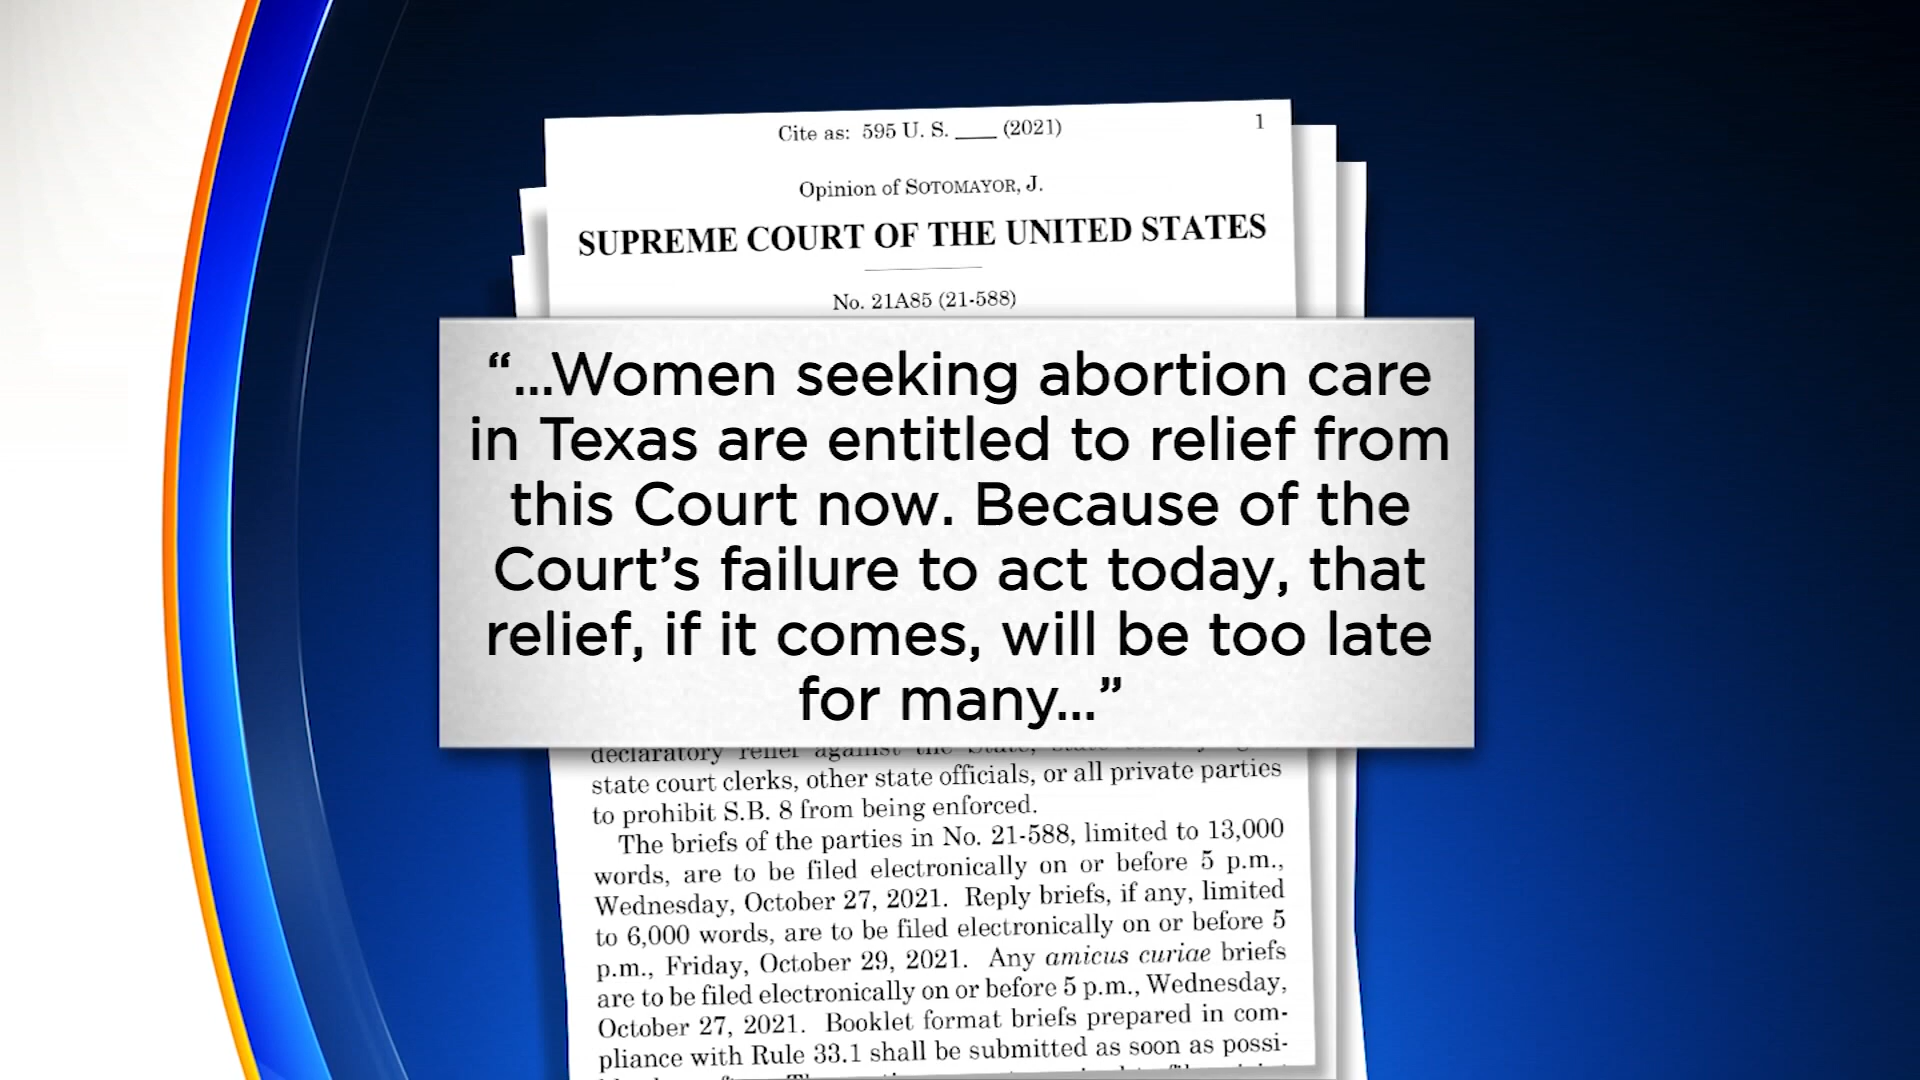 Cite as: 595 U. S. ____ (2021)
1
Opinion of SOTOMAYOR, J.
SUPREME COURT OF THE UNITED STATES
No. 21A85 (21-588)
“...Women seeking abortion care
in Texas are entitled to relief from
this Court now. Because of the
Court’s failure to act today, that
relief, if it comes, will be too late
for many...”
declaratory relief against the State, state
state court clerks, other state officials, or all private parties
to prohibit S.B. 8 from being enforced.
The briefs of the parties in No. 21-588, limited to 13,000
words, are to be filed electronically on or before 5 p.m.,
Wednesday, October 27, 2021. Reply briefs, if any, limited
to 6,000 words, are to be filed electronically on or before 5
p.m., Friday, October 29, 2021. Any amicus curiae briefs
are to be filed electronically on or before 5 p.m., Wednesday,
October 27, 2021. Booklet format briefs prepared in com-
pliance with Rule 33.1 shall be submitted as soon as possi-